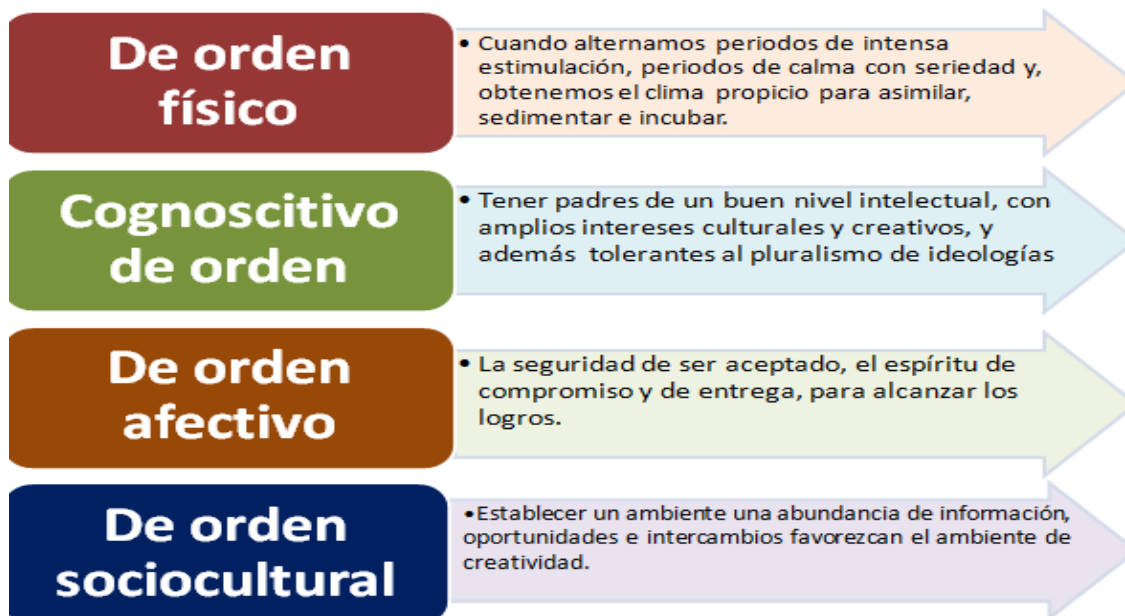 De orden
físico
• Cuando alternamos periodos de intensa
estimulación, periodos de calma con seriedad y,
obtenemos el clima propicio para asimilar,
sedimentar e incubar.
Cognoscitivo
de orden
• Tener padres de un buen nivel intelectual, con
amplios intereses culturales y creativos, y
además tolerantes al pluralismo de ideologías
De orden
afectivo
• La seguridad de ser aceptado, el espíritu de
compromiso y de entrega, para alcanzar los
logros.
De orden
sociocultural
•Establecer un ambiente una abundancia de información,
oportunidades e intercambios favorezcan el ambiente de
creatividad.